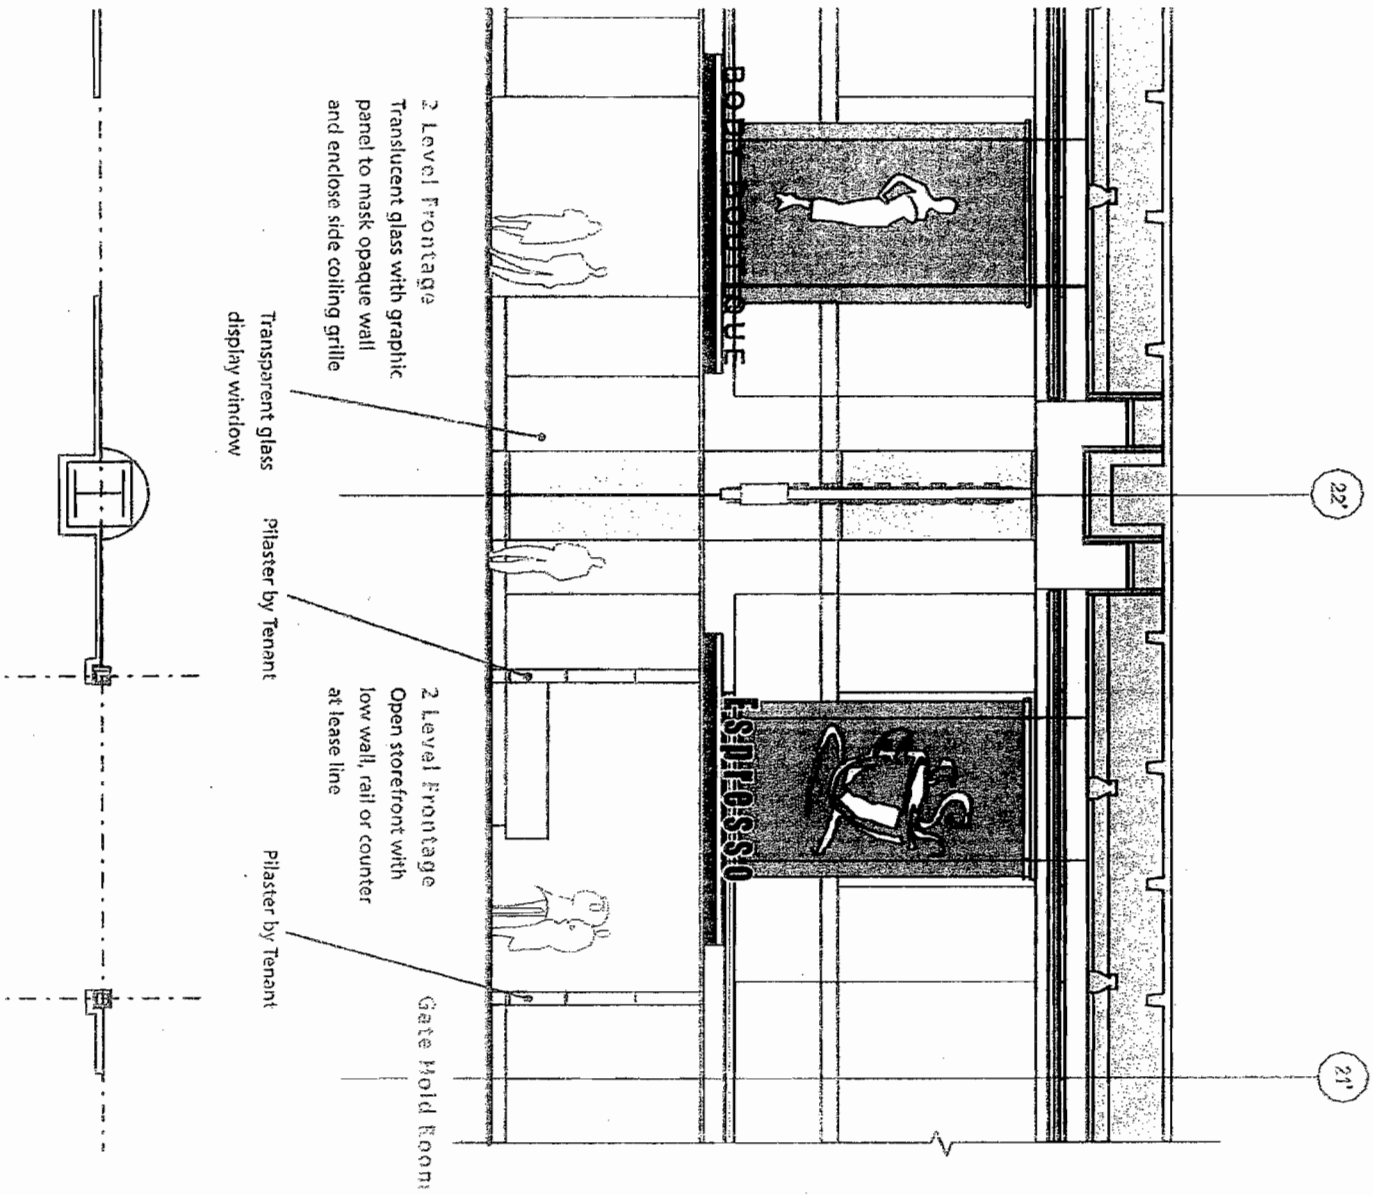 22'
21'
BODY BOUTIQUE
ESPrESSO
2 Level Frontage
Translucent glass with graphic
panel to mask opaque wall
and enclose side coiling grille
2 Level Frontage
Open storefront with
low wall, rail or counter
at lease line
Gate Hold Room
Transparent glass
display window
Pilaster by Tenant
Pilaster by Tenant